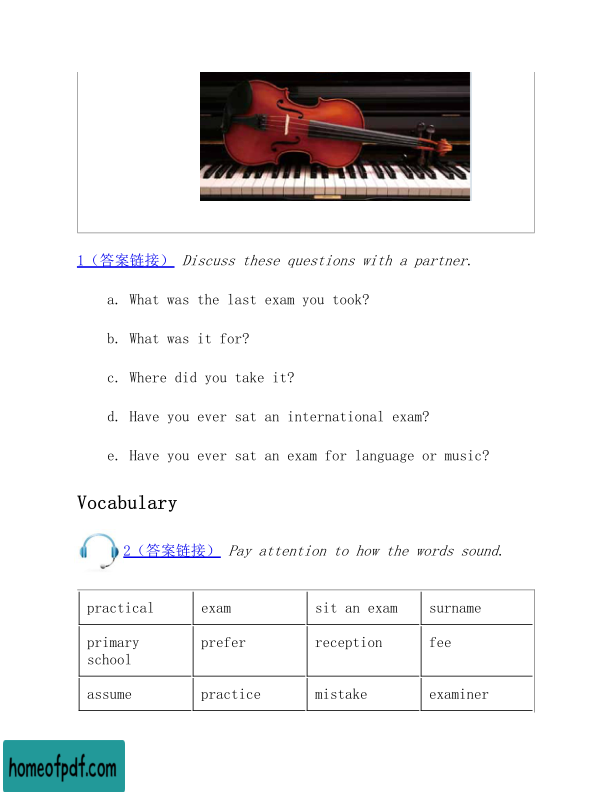 1（答案链接） Discuss these questions with a partner.
a. What was the last exam you took?
b. What was it for?
c. Where did you take it?
d. Have you ever sat an international exam?
e. Have you ever sat an exam for language or music?
Vocabulary
2（答案链接） Pay attention to how the words sound.
practical exam sit an exam surname
primary school prefer reception fee
assume practice mistake examiner
homeofpdf.com